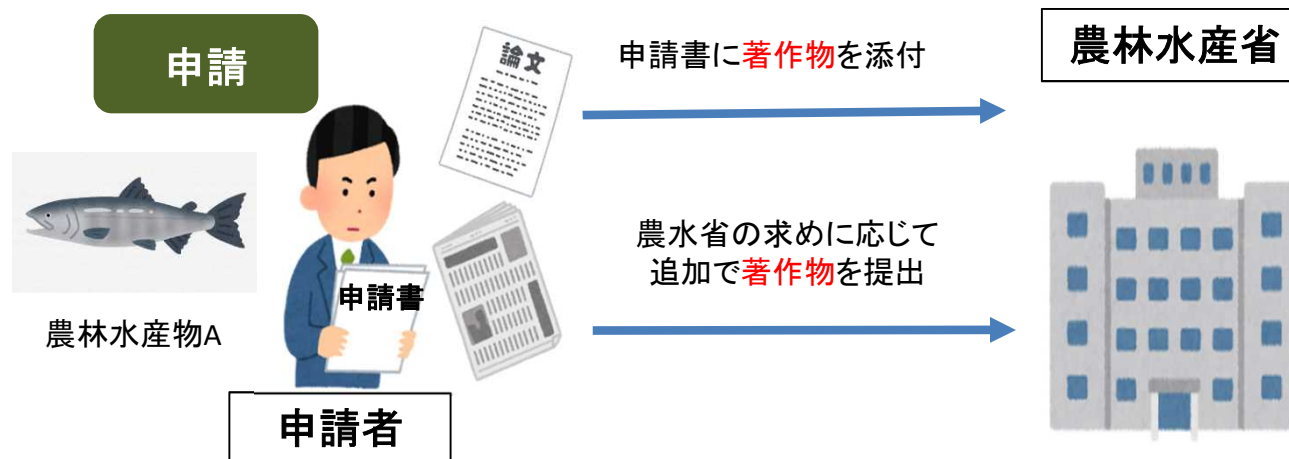 申請
論文
申請書に著作物を添付
農林水産省
農水省の求めに応じて
追加で著作物を提出
申請書
農林水産物A
申請者